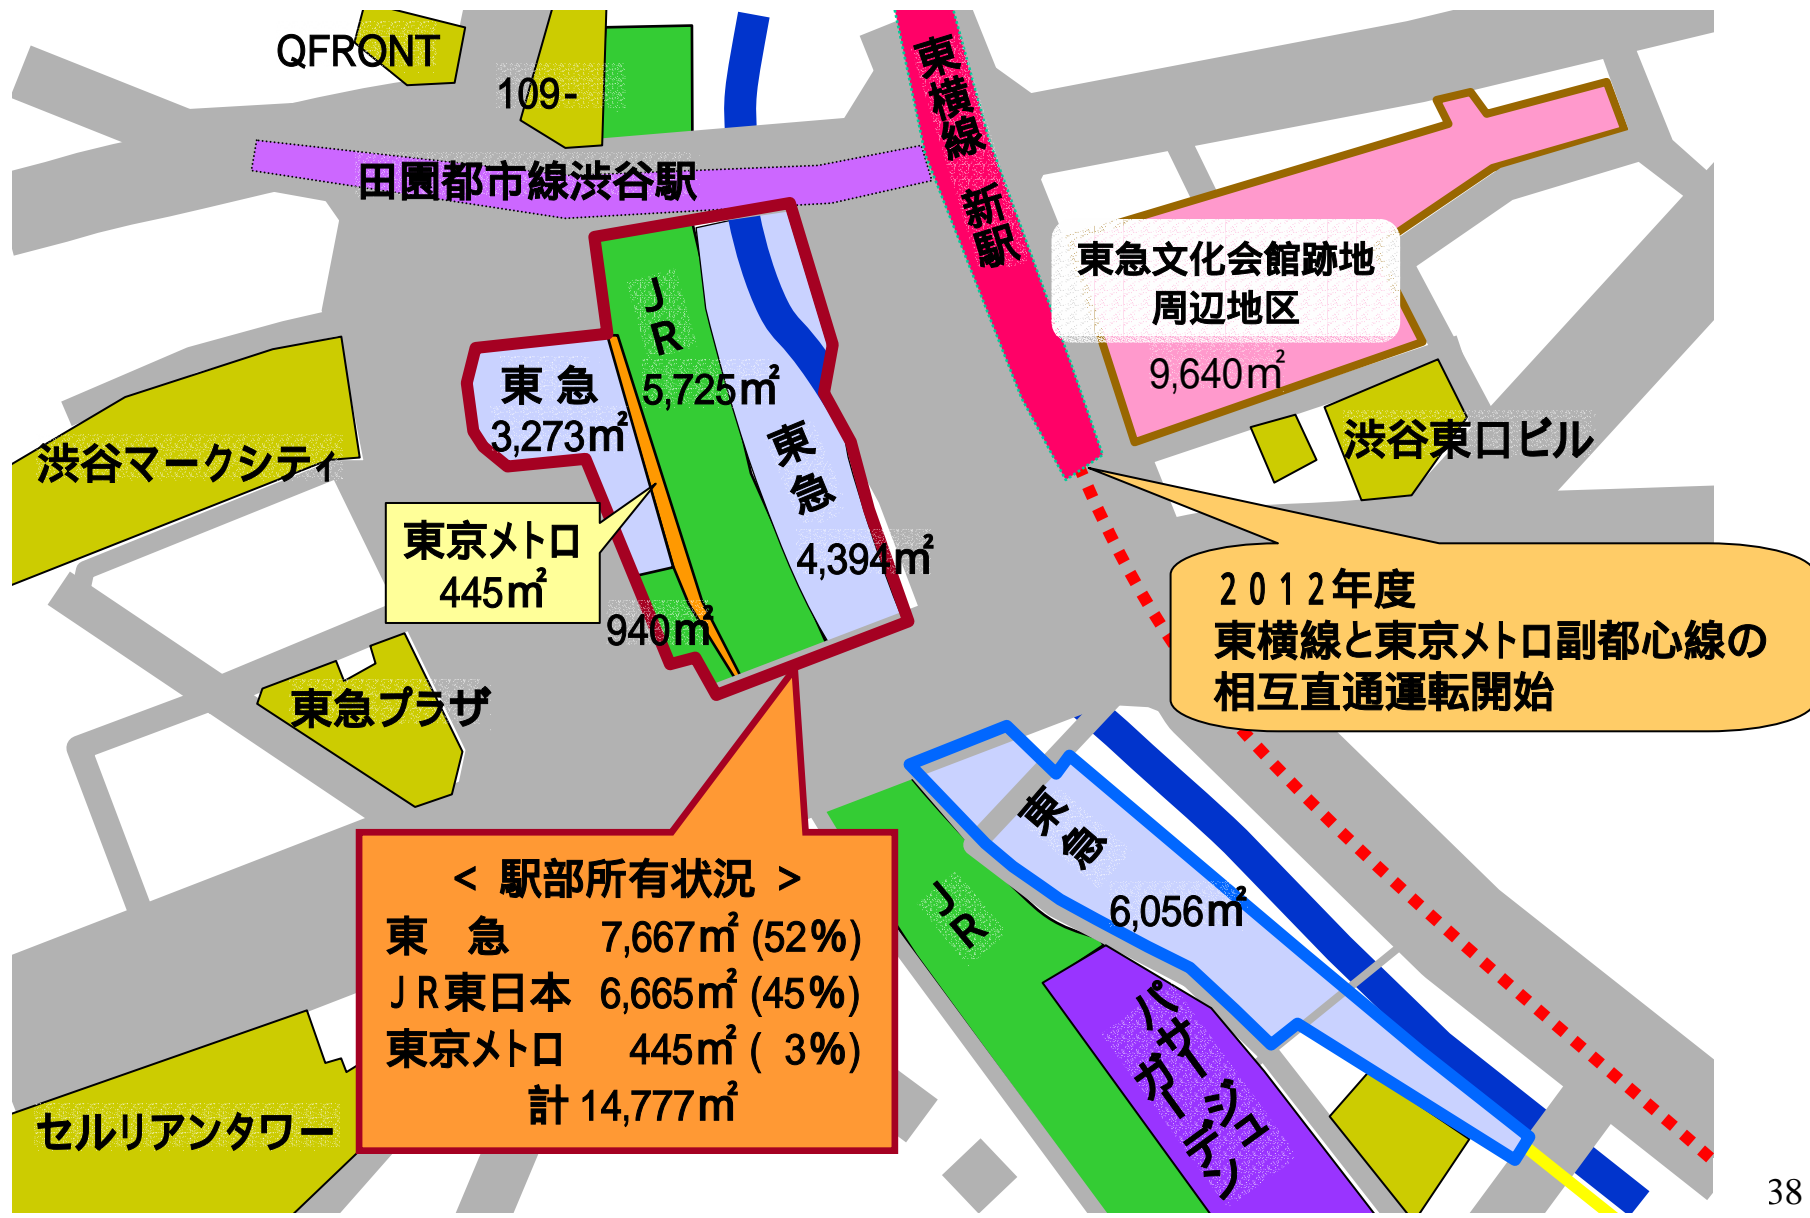 QFRONT
109-
東横線 新駅
田園都市線渋谷駅
東急文化会館跡地
周辺地区
9,640㎡
JR
5,725㎡
東急
3,273㎡
東急
4,394㎡
渋谷マークシティ
渋谷東口ビル
東京メトロ
445㎡
940㎡
2012年度
東横線と東京メトロ副都心線の
相互直通運転開始
東急プラザ
東急
6,056㎡
JR
パサージュ
ガーデン
< 駅部所有状況 >
東 急 7,667㎡ (52%)
JR東日本 6,665㎡ (45%)
東京メトロ 445㎡ ( 3%)
計 14,777㎡
セルリアンタワー
38